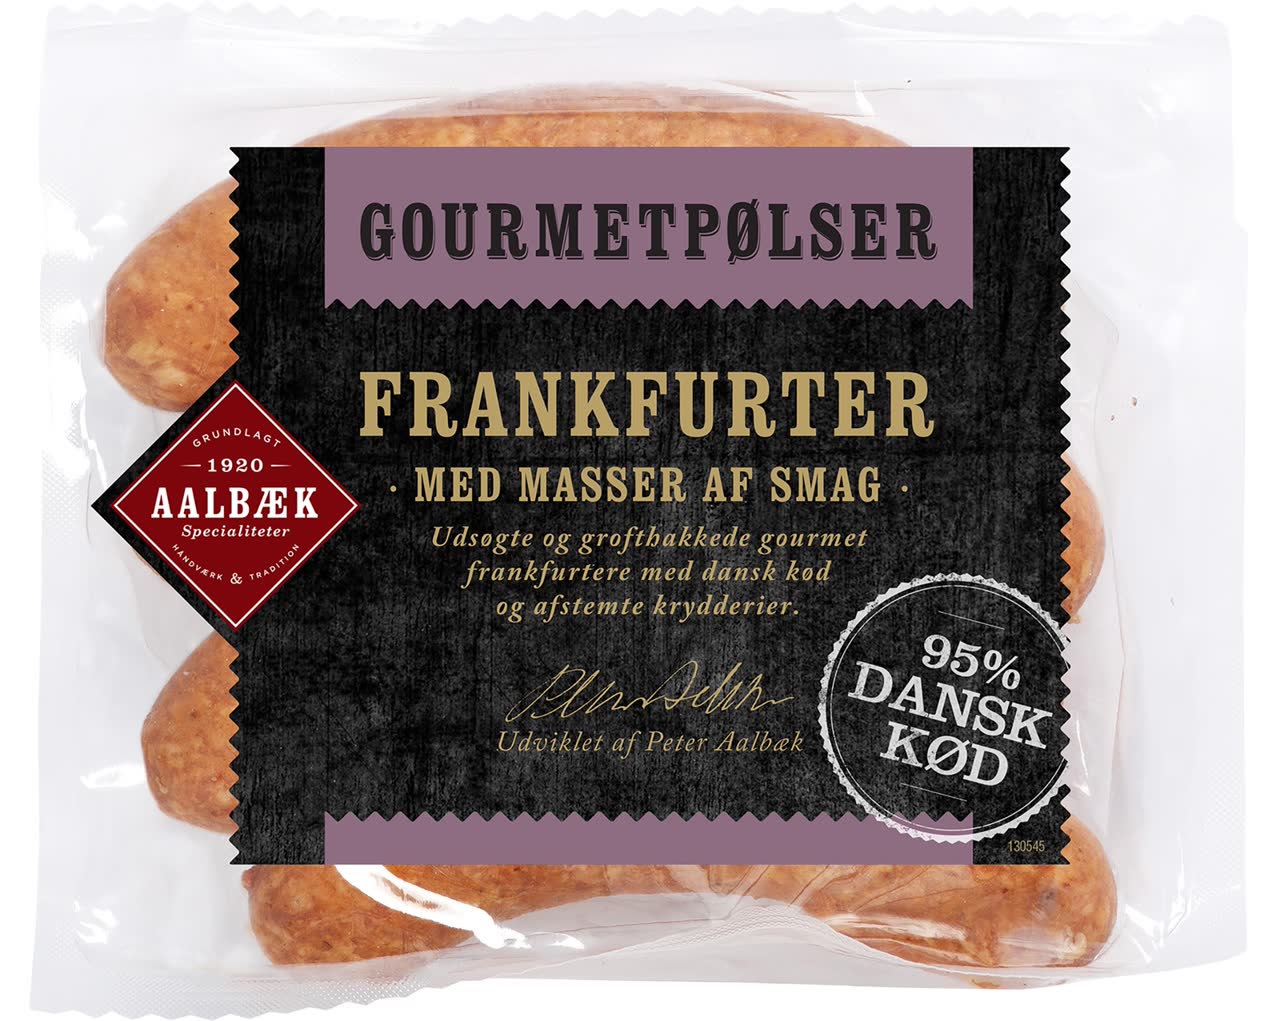 GOURMETPØLSER
FRANKFURTER
· MED MASSER AF SMAG ·
Udsøgte og grofthakkede gourmet
frankfurtere med dansk kød
og afstemte krydderier.
Udviklet af Peter Aalbæk
GRUNDLAGT
1920
AALBÆK
Specialiteter
HÅNDVÆRK & TRADITION
95%
DANSK
KØD
130545